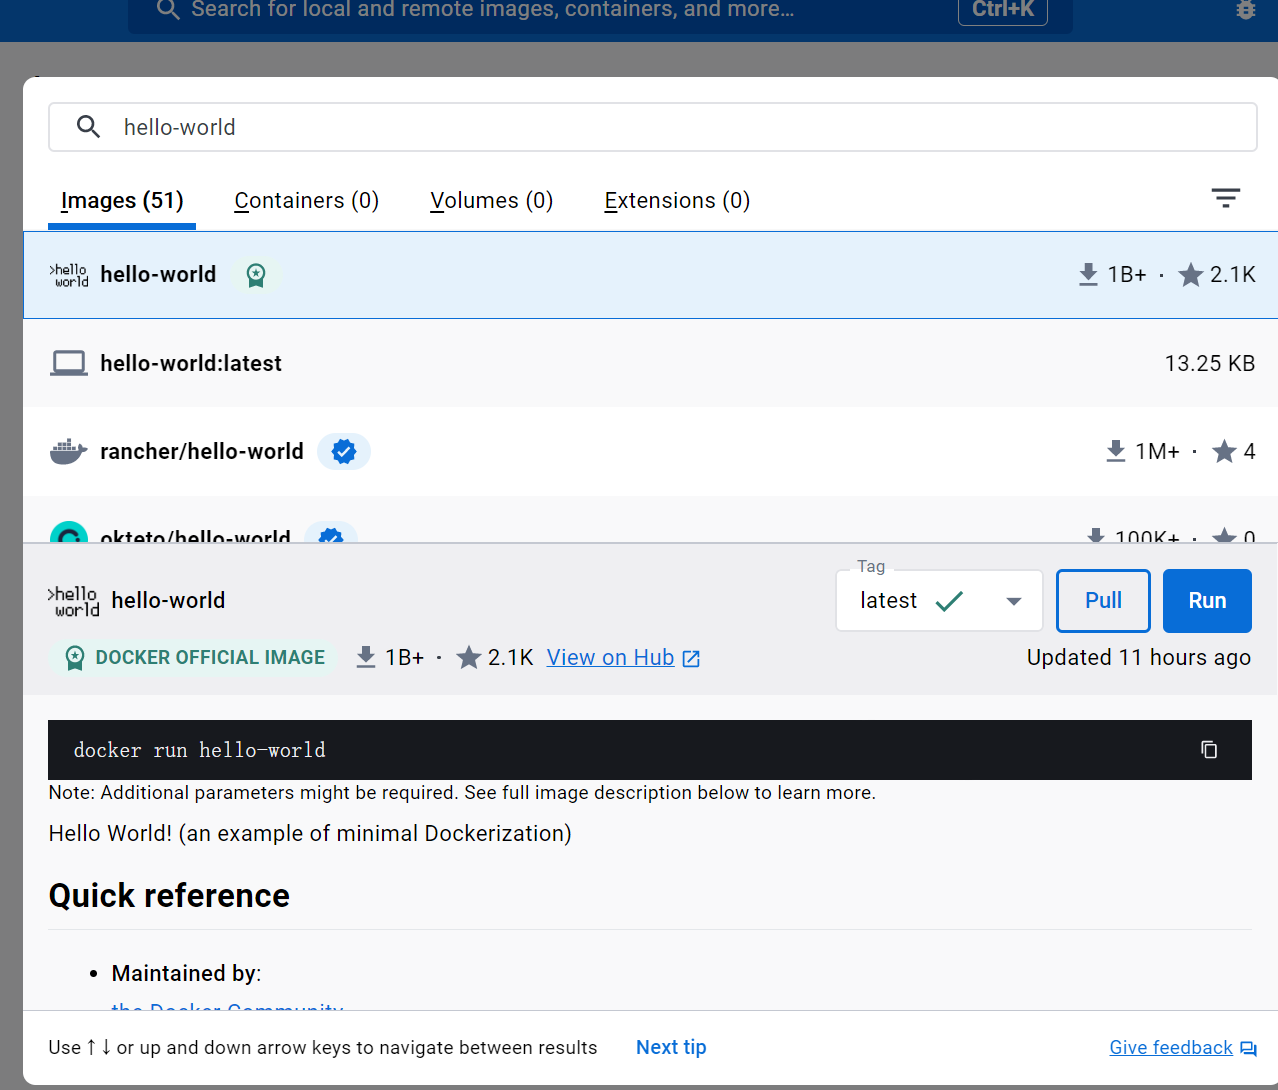 Search for local and remote images, containers, and more...
Ctrl+K
hello-world
Images (51)
Containers (0)
Volumes (0)
Extensions (0)
>hello
world
hello-world
1B+ · 2.1K
hello-world:latest
13.25 KB
rancher/hello-world
1M+ · 4
okteto/hello-world
100K+ · 0
>hello
world
hello-world
Tag
latest
Pull
Run
DOCKER OFFICIAL IMAGE
1B+ · 2.1K
View on Hub
Updated 11 hours ago
docker run hello-world
Note: Additional parameters might be required. See full image description below to learn more.
Hello World! (an example of minimal Dockerization)
Quick reference
• Maintained by:
the Docker Community
Use ↑↓ or up and down arrow keys to navigate between results
Next tip
Give feedback